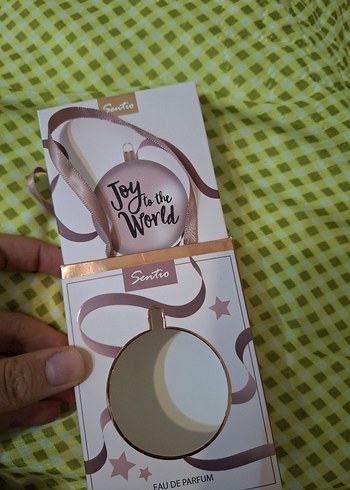 Sentio
Joy
to the
World
Sentio
EAU DE PARFUM